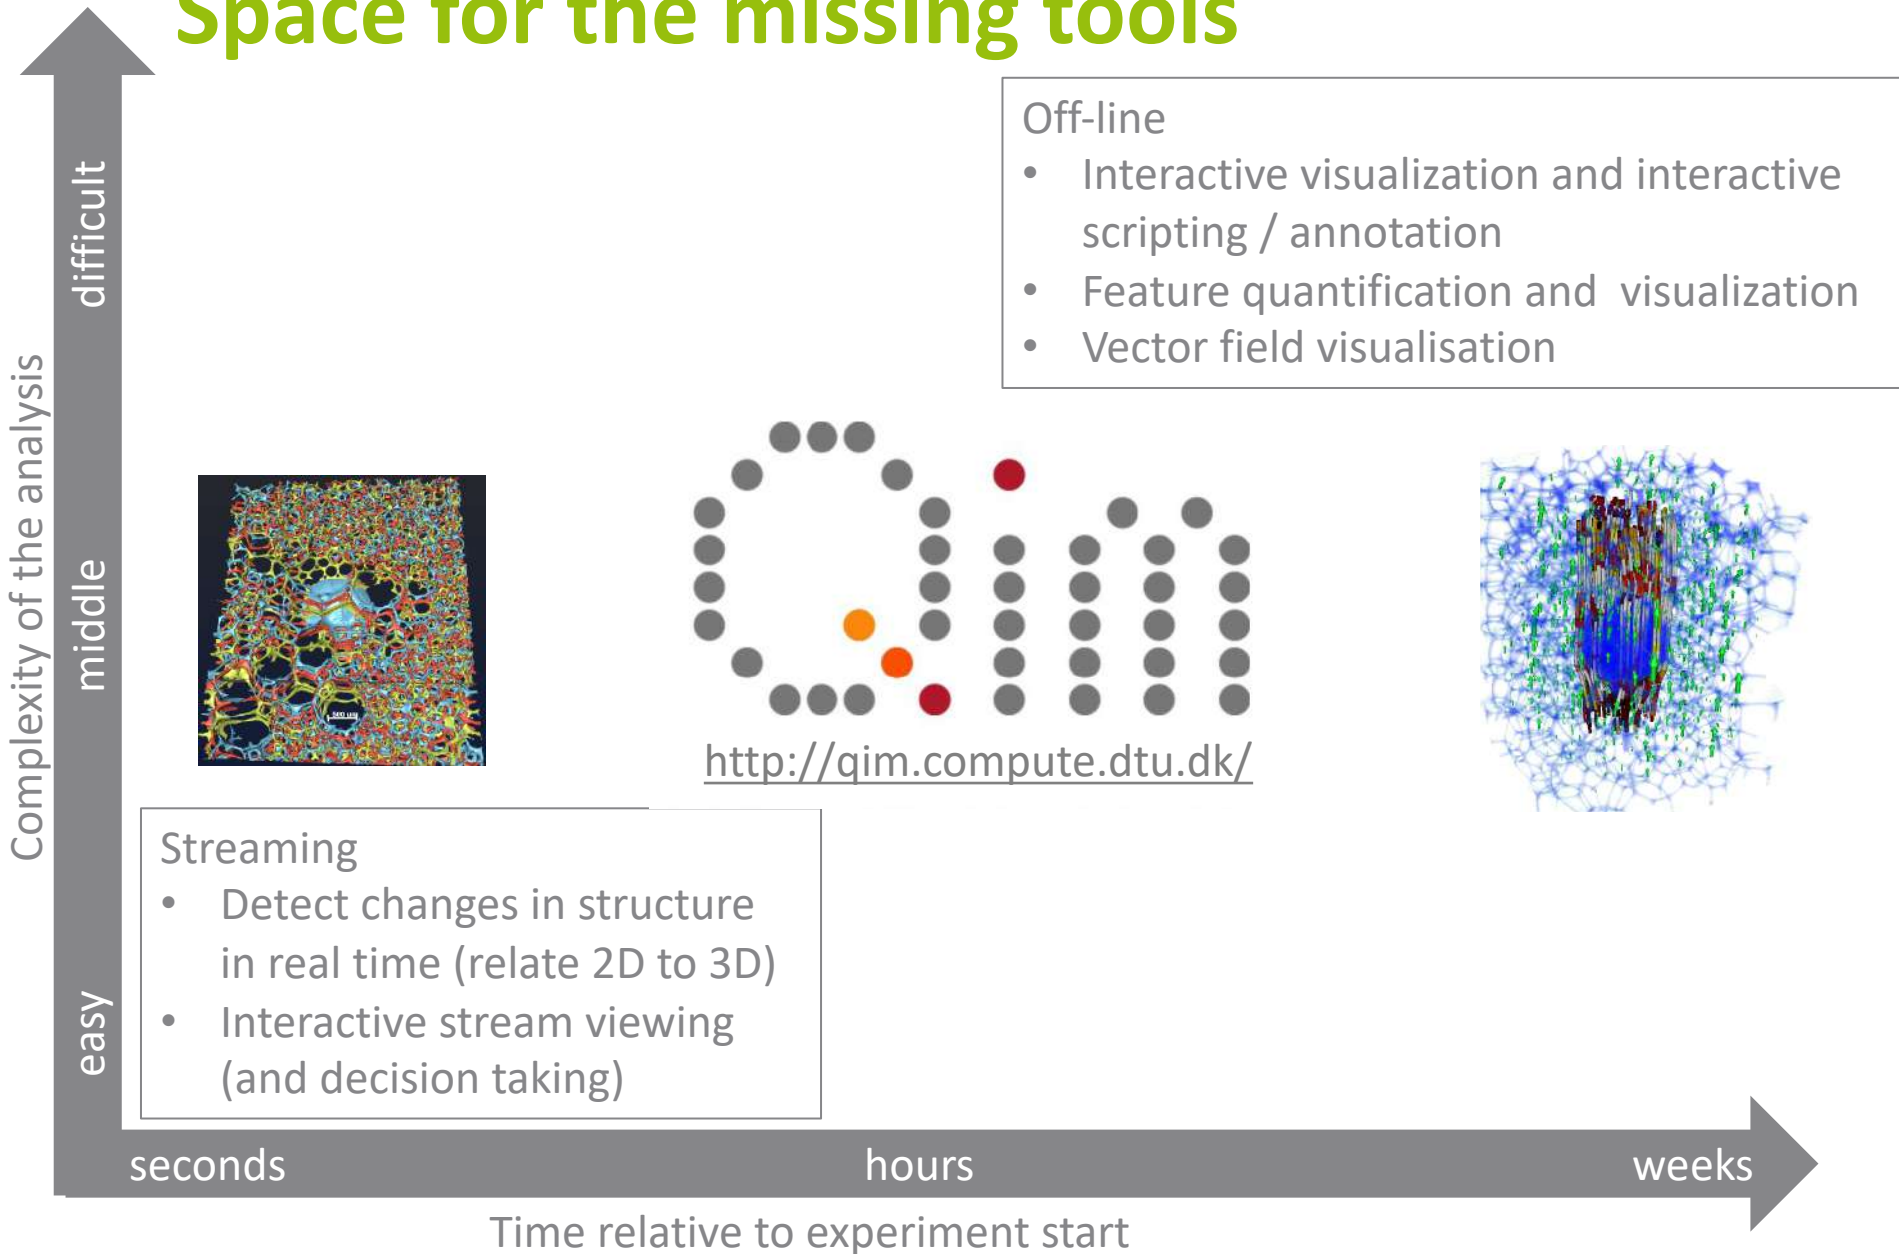 Space for the missing tools
Off-line
• Interactive visualization and interactive
scripting / annotation
• Feature quantification and visualization
• Vector field visualisation
difficult
middle
easy
Complexity of the analysis
Qim
http://qim.compute.dtu.dk/
500 µm
Streaming
• Detect changes in structure
in real time (relate 2D to 3D)
• Interactive stream viewing
(and decision taking)
seconds
hours
weeks
Time relative to experiment start